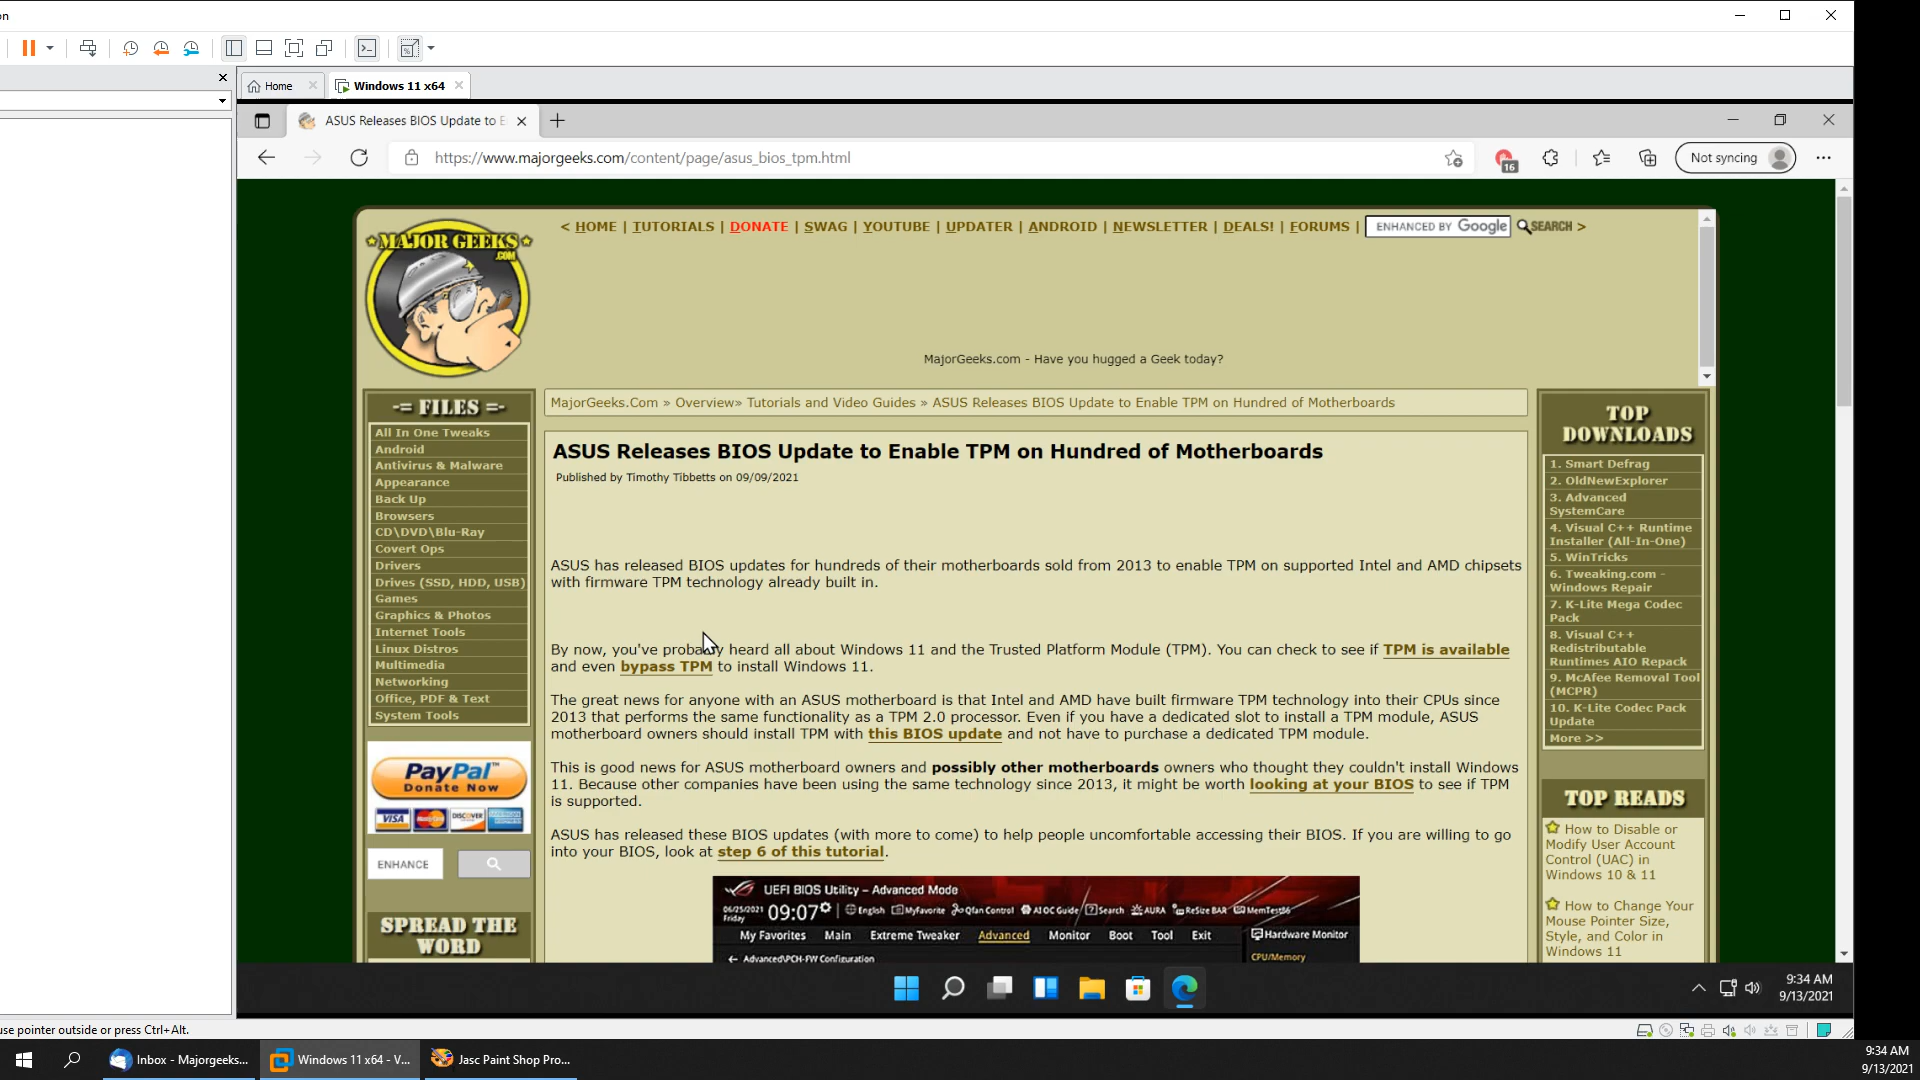 on
Home
Windows 11 x64
ASUS Releases BIOS Update to E
https://www.majorgeeks.com/content/page/asus_bios_tpm.html
16
Not syncing
MAJOR GEEKS
.COM
< HOME | TUTORIALS | DONATE | SWAG | YOUTUBE | UPDATER | ANDROID | NEWSLETTER | DEALS! | FORUMS | ENHANCED BY Google SEARCH >
MajorGeeks.com - Have you hugged a Geek today?
-= FILES =-
All In One Tweaks
Android
Antivirus & Malware
Appearance
Back Up
Browsers
CD\DVD\Blu-Ray
Covert Ops
Drivers
Drives (SSD, HDD, USB)
Games
Graphics & Photos
Internet Tools
Linux Distros
Multimedia
Networking
Office, PDF & Text
System Tools
PayPal™
Donate Now
VISA MasterCard DISCOVER
ENHANCE
SPREAD THE
WORD
MajorGeeks.Com » Overview» Tutorials and Video Guides » ASUS Releases BIOS Update to Enable TPM on Hundred of Motherboards
ASUS Releases BIOS Update to Enable TPM on Hundred of Motherboards
Published by Timothy Tibbetts on 09/09/2021
ASUS has released BIOS updates for hundreds of their motherboards sold from 2013 to enable TPM on supported Intel and AMD chipsets
with firmware TPM technology already built in.
By now, you've probably heard all about Windows 11 and the Trusted Platform Module (TPM). You can check to see if TPM is available
and even bypass TPM to install Windows 11.
The great news for anyone with an ASUS motherboard is that Intel and AMD have built firmware TPM technology into their CPUs since
2013 that performs the same functionality as a TPM 2.0 processor. Even if you have a dedicated slot to install a TPM module, ASUS
motherboard owners should install TPM with this BIOS update and not have to purchase a dedicated TPM module.
This is good news for ASUS motherboard owners and possibly other motherboards owners who thought they couldn't install Windows
11. Because other companies have been using the same technology since 2013, it might be worth looking at your BIOS to see if TPM
is supported.
ASUS has released these BIOS updates (with more to come) to help people uncomfortable accessing their BIOS. If you are willing to go
into your BIOS, look at step 6 of this tutorial.
UEFI BIOS Utility – Advanced Mode
06/25/2021
Friday
09:07 English MyFavorite Qfan Control AI OC Guide Search AURA ReSize BAR MemTest86
My Favorites Main Extreme Tweaker Advanced Monitor Boot Tool Exit Hardware Monitor
← Advanced\PCH-FW Configuration
CPU/Memory
TOP
DOWNLOADS
1. Smart Defrag
2. OldNewExplorer
3. Advanced
SystemCare
4. Visual C++ Runtime
Installer (All-In-One)
5. WinTricks
6. Tweaking.com -
Windows Repair
7. K-Lite Mega Codec
Pack
8. Visual C++
Redistributable
Runtimes AIO Repack
9. McAfee Removal Tool
(MCPR)
10. K-Lite Codec Pack
Update
More >>
TOP READS
How to Disable or
Modify User Account
Control (UAC) in
Windows 10 & 11
How to Change Your
Mouse Pointer Size,
Style, and Color in
Windows 11
9:34 AM
9/13/2021
use pointer outside or press Ctrl+Alt.
Inbox - Majorgeeks...
Windows 11 x64 - V...
Jasc Paint Shop Pro...
9:34 AM
9/13/2021